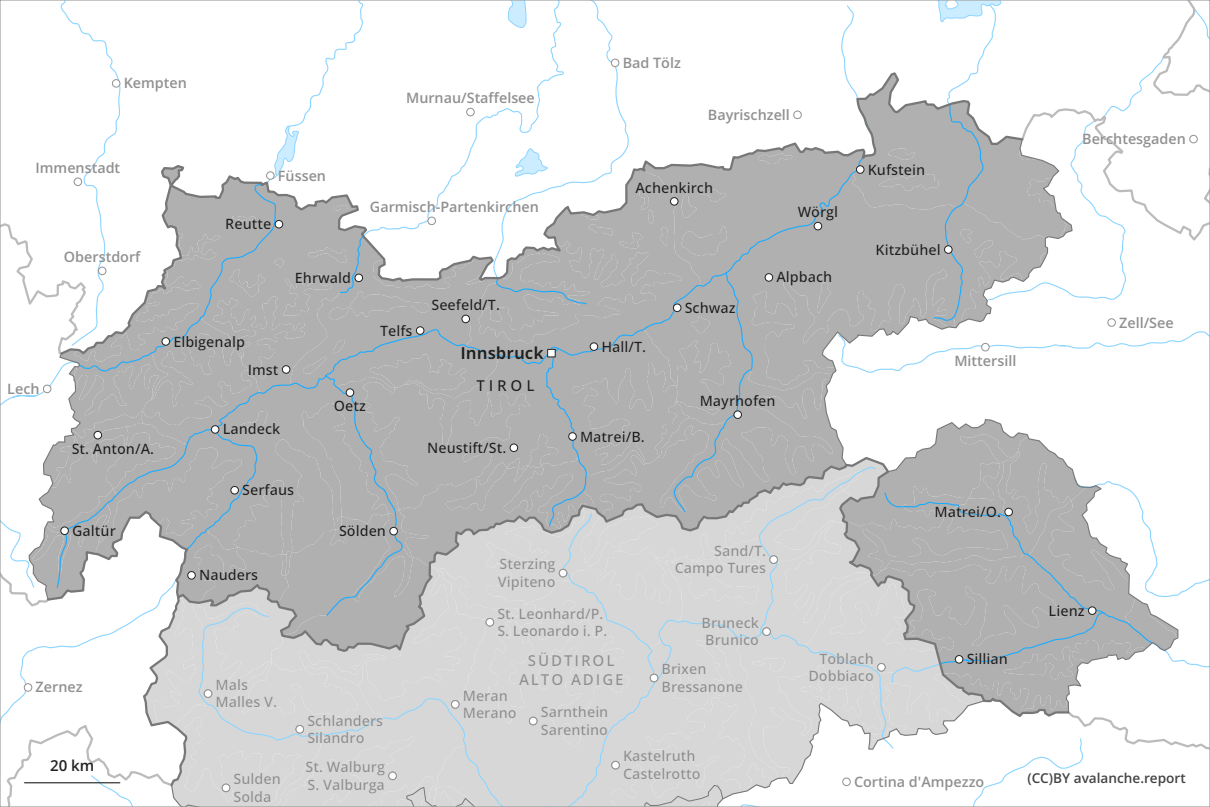 Kempten
Bad Tölz
Murnau/Staffelsee
Bayrischzell
Berchtesgaden
Immenstadt
Füssen
Kufstein
Achenkirch
Garmisch-Partenkirchen
Wörgl
Reutte
Kitzbühel
Oberstdorf
Ehrwald
Alpbach
Seefeld/T.
Schwaz
Zell/See
Telfs
Elbigenalp
Innsbruck
Hall/T.
Mittersill
Imst
TIROL
Lech
Oetz
Mayrhofen
Landeck
Matrei/B.
St. Anton/A.
Neustift/St.
Serfaus
Matrei/O.
Galtür
Sölden
Sand/T.
Campo Tures
Sterzing
Vipiteno
Nauders
Lienz
St. Leonhard/P.
S. Leonardo i. P.
Bruneck
Brunico
SÜDTIROL
ALTO ADIGE
Toblach
Dobbiaco
Sillian
Brixen
Bressanone
Zernez
Mals
Malles V.
Meran
Merano
Sarnthein
Sarentino
Schlanders
Silandro
Kastelruth
Castelrotto
St. Walburg
S. Valburga
20 km
Sulden
Solda
Cortina d'Ampezzo
(CC)BY avalanche.report